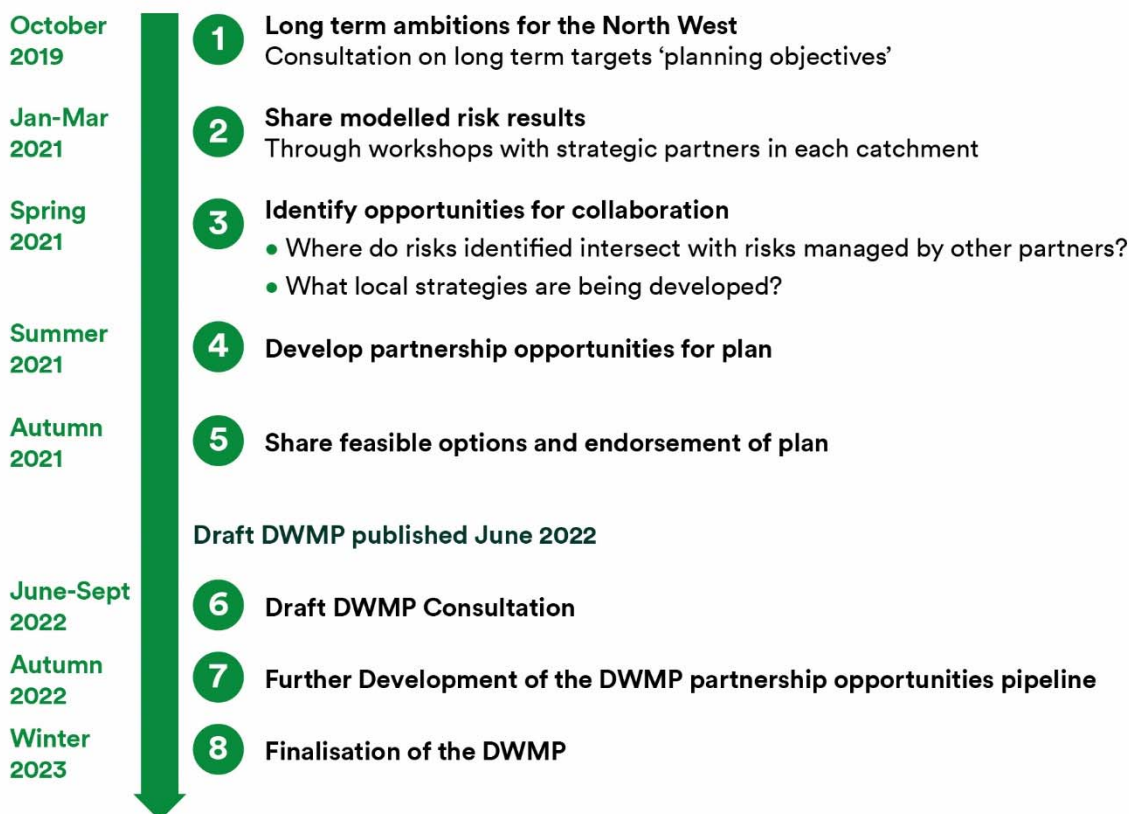 October
2019
1
Long term ambitions for the North West
Consultation on long term targets ‘planning objectives’
Jan-Mar
2021
2
Share modelled risk results
Through workshops with strategic partners in each catchment
Spring
2021
3
Identify opportunities for collaboration
• Where do risks identified intersect with risks managed by other partners?
• What local strategies are being developed?
Summer
2021
4
Develop partnership opportunities for plan
Autumn
2021
5
Share feasible options and endorsement of plan
Draft DWMP published June 2022
June-Sept
2022
6
Draft DWMP Consultation
Autumn
2022
7
Further Development of the DWMP partnership opportunities pipeline
Winter
2023
8
Finalisation of the DWMP